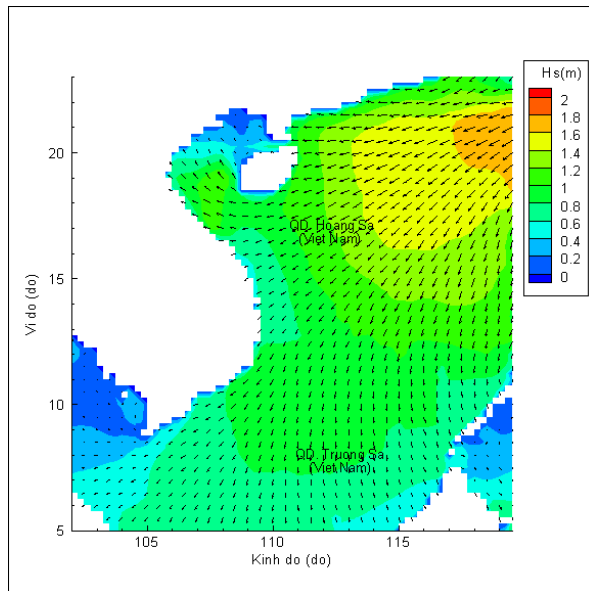 Hs(m)
2
1.8
1.6
1.4
1.2
1
0.8
0.6
0.4
0.2
0
20
15
10
5
Vi do (do)
QD. Hoang Sa
(Viet Nam)
QD. Truong Sa
(Viet Nam)
105
110
115
Kinh do (do)